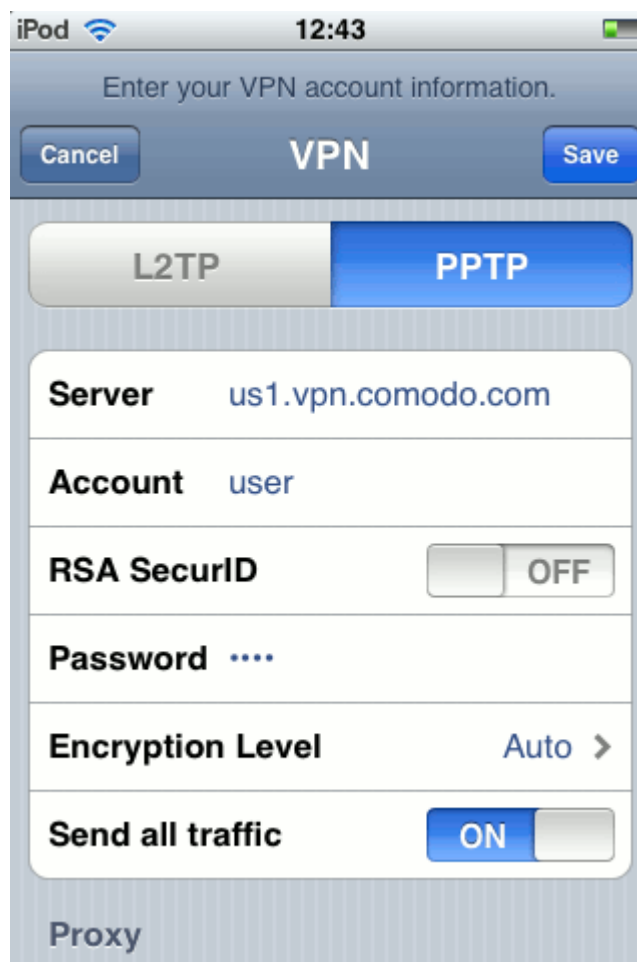 iPod 12:43
Enter your VPN account information.
Cancel VPN Save
L2TP PPTP
Server us1.vpn.comodo.com
Account user
RSA SecurID OFF
Password ••••
Encryption Level Auto
Send all traffic ON
Proxy